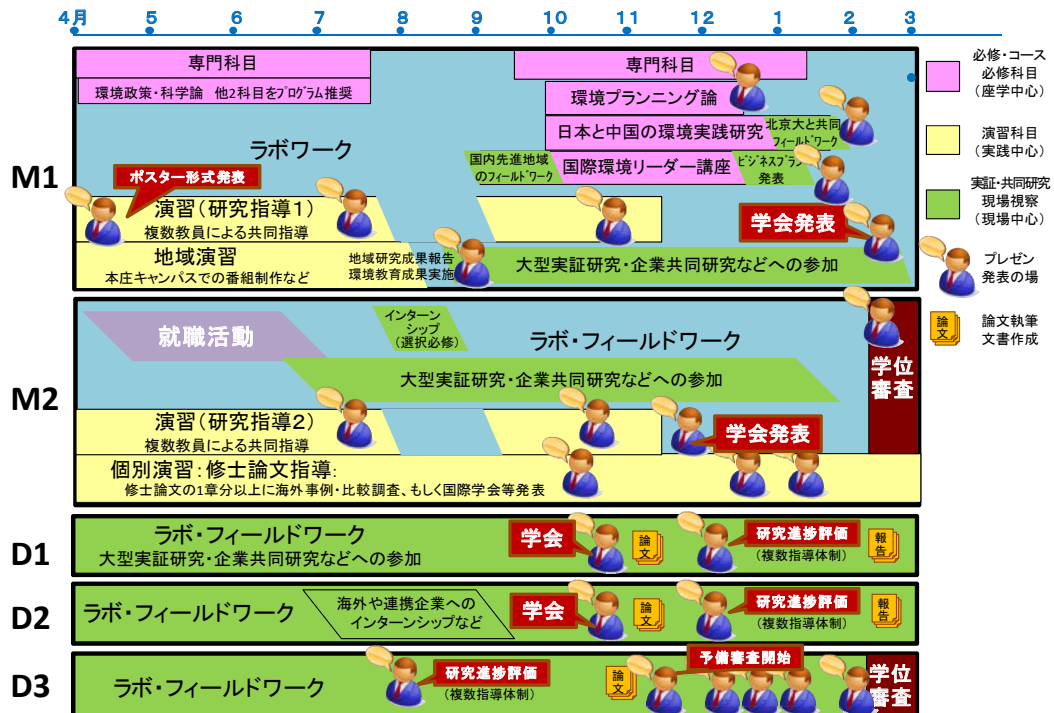 4月 5 6 7 8 9 10 11 12 1 2 3
必修・コース
必修科目
(座学中心)
演習科目
(実践中心)
実証・共同研究
現場視察
(現場中心)
プレゼン
発表の場
論文
論文執筆
文書作成
M1
専門科目
環境政策・科学論 他2科目をプログラム推奨
専門科目
環境プランニング論
日本と中国の環境実践研究
北京大と共同
フィールドワーク
ラボワーク
国内先進地域
のフィールドワーク
国際環境リーダー講座
ビジネスプラン
発表
ポスター形式発表
演習(研究指導1)
複数教員による共同指導
学会発表
地域演習
本庄キャンパスでの番組制作など
地域研究成果報告
環境教育成果実施
大型実証研究・企業共同研究などへの参加
M2
就職活動
インターン
シップ
(選択必修)
ラボ・フィールドワーク
大型実証研究・企業共同研究などへの参加
学位
審査
演習(研究指導2)
複数教員による共同指導
学会発表
個別演習:修士論文指導:
修士論文の1章分以上に海外事例・比較調査、もしく国際学会等発表
D1
ラボ・フィールドワーク
大型実証研究・企業共同研究などへの参加
学会
論文
研究進捗評価
(複数指導体制)
報告
D2
ラボ・フィールドワーク
海外や連携企業への
インターンシップなど
学会
論文
研究進捗評価
(複数指導体制)
報告
D3
ラボ・フィールドワーク
研究進捗評価
(複数指導体制)
論文
予備審査開始
学位
審査